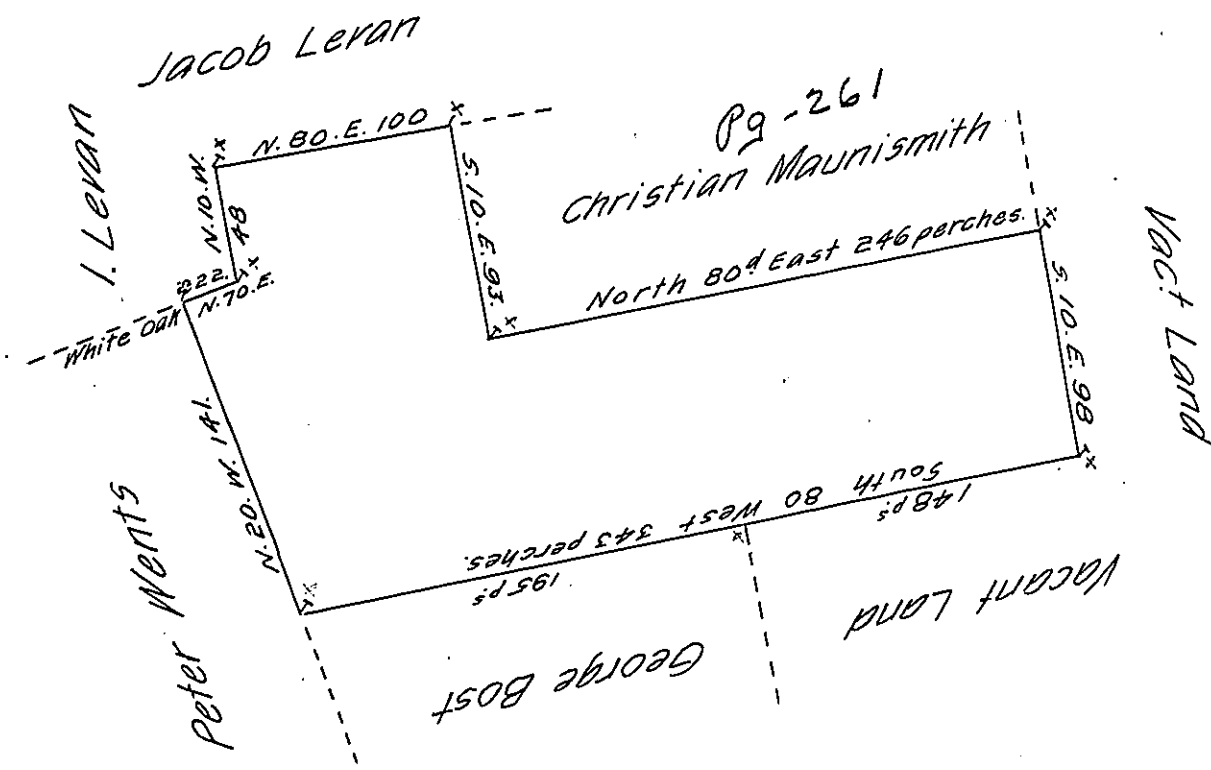 Jacob Levan
I. Levan
N. 80. E. 100
N. 10. W.
48
S. 10. E. 93.
Pg - 261
Christian Maunismith
North 80d East 246 perches.
Vac.t Land
S. 10. E. 98
N. 70. E.
White Oak
N. 20. W. 141.
Peter Wents
South 80 West 343 perches.
148 ps
195 ps
George Bost
Vacant Land